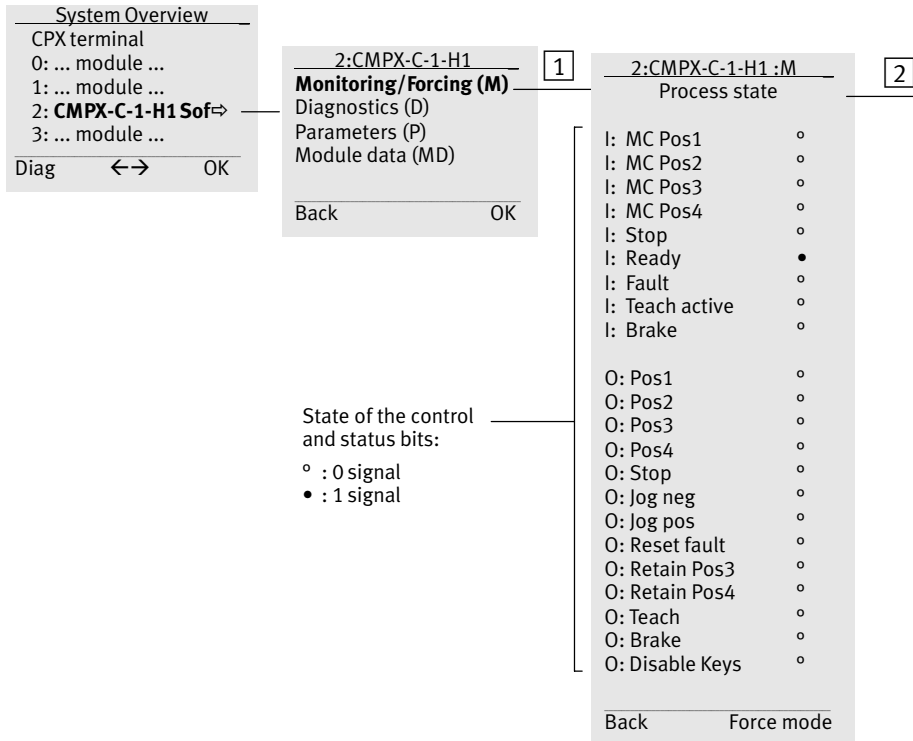 System Overview _
CPX terminal
0: ... module ...
1: ... module ...
2: CMPX-C-1-H1 Sof⇨
3: ... module ...
Diag ←→ OK
2:CMPX-C-1-H1 _
Monitoring/Forcing (M)
Diagnostics (D)
Parameters (P)
Module data (MD)
Back OK
1
2:CMPX-C-1-H1 :M _
Process state
2
I: MC Pos1 º
I: MC Pos2 º
I: MC Pos3 º
I: MC Pos4 º
I: Stop º
I: Ready •
I: Fault º
I: Teach active º
I: Brake º
O: Pos1 º
O: Pos2 º
O: Pos3 º
O: Pos4 º
O: Stop º
O: Jog neg º
O: Jog pos º
O: Reset fault º
O: Retain Pos3 º
O: Retain Pos4 º
O: Teach º
O: Brake º
O: Disable Keys º
Back Force mode
State of the control
and status bits:
º : 0 signal
• : 1 signal